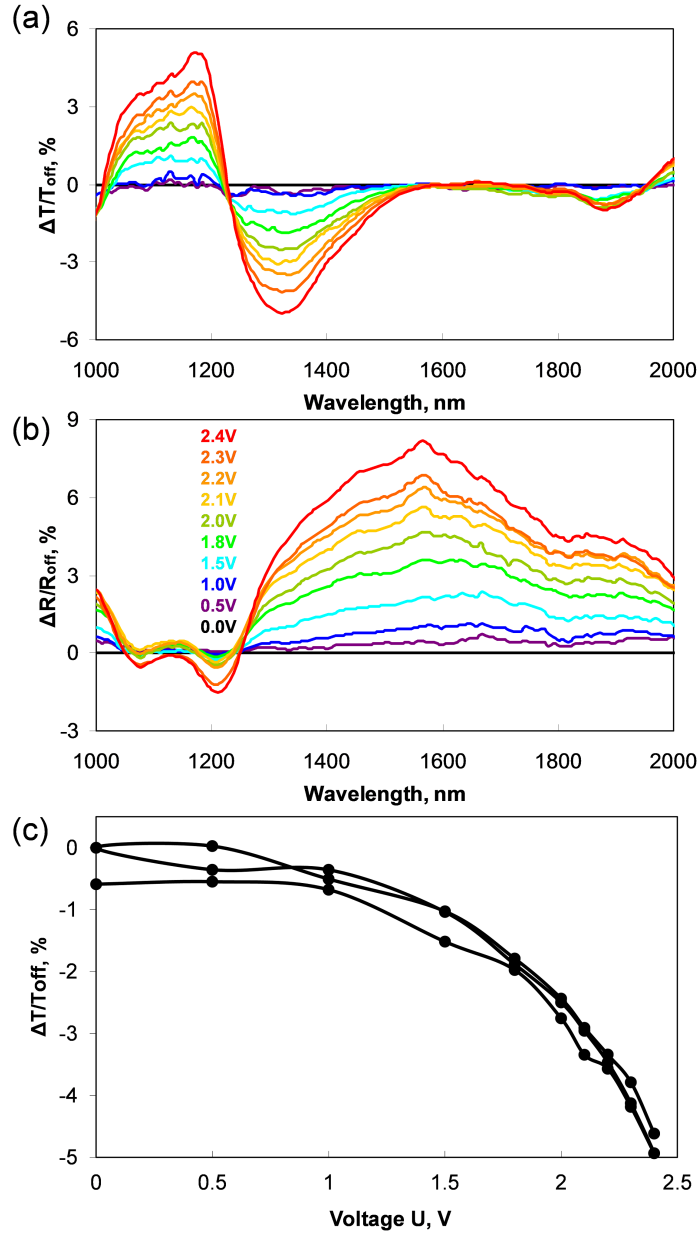 (a)
6
3
0
-3
-6
ΔT/Toff, %
1000 1200 1400 1600 1800 2000
Wavelength, nm
(b)
9
6
3
0
-3
ΔR/Roff, %
2.4V
2.3V
2.2V
2.1V
2.0V
1.8V
1.5V
1.0V
0.5V
0.0V
1000 1200 1400 1600 1800 2000
Wavelength, nm
(c)
0
-1
-2
-3
-4
-5
ΔT/Toff, %
0 0.5 1 1.5 2 2.5
Voltage U, V